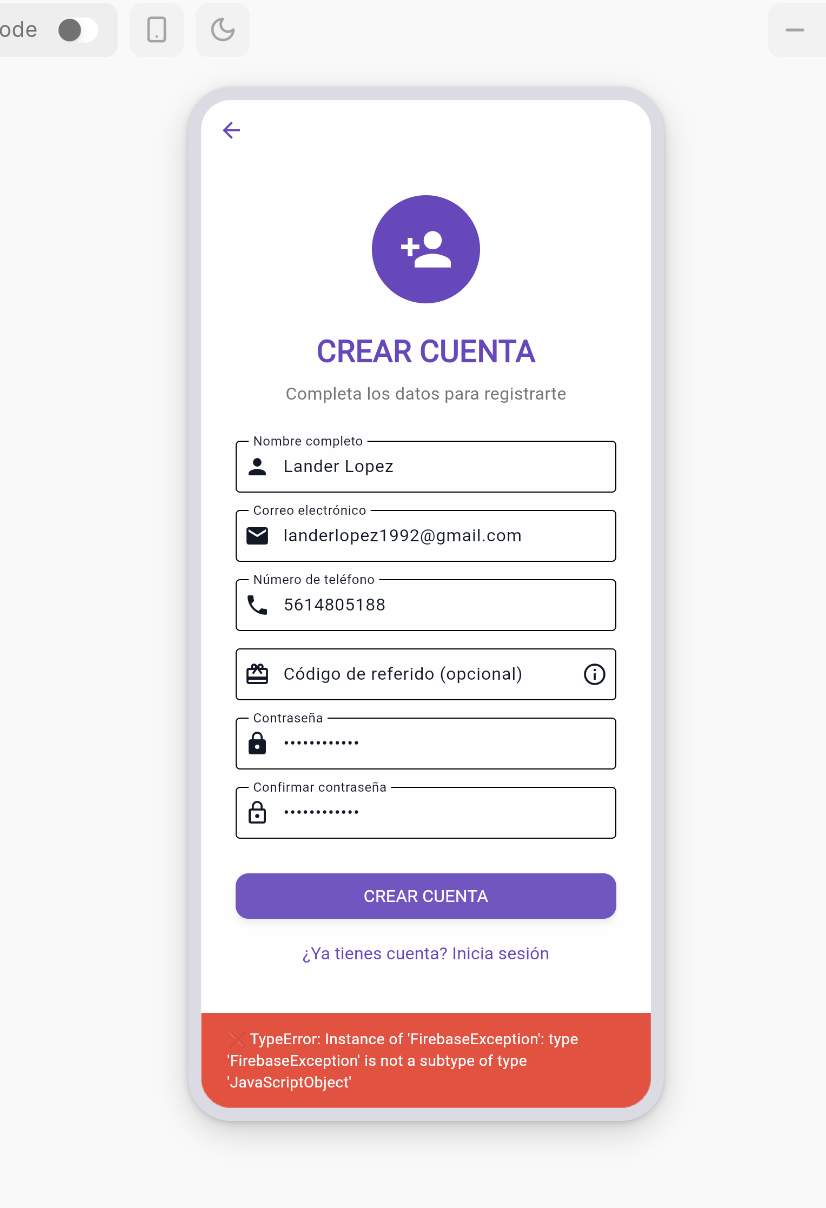 ode
CREAR CUENTA
Completa los datos para registrarte
Nombre completo
Lander Lopez
Correo electrónico
landerlopez1992@gmail.com
Número de teléfono
5614805188
Código de referido (opcional)
Contraseña
••••••••••••
Confirmar contraseña
••••••••••••
CREAR CUENTA
¿Ya tienes cuenta? Inicia sesión
❌ TypeError: Instance of 'FirebaseException': type
'FirebaseException' is not a subtype of type
'JavaScriptObject'